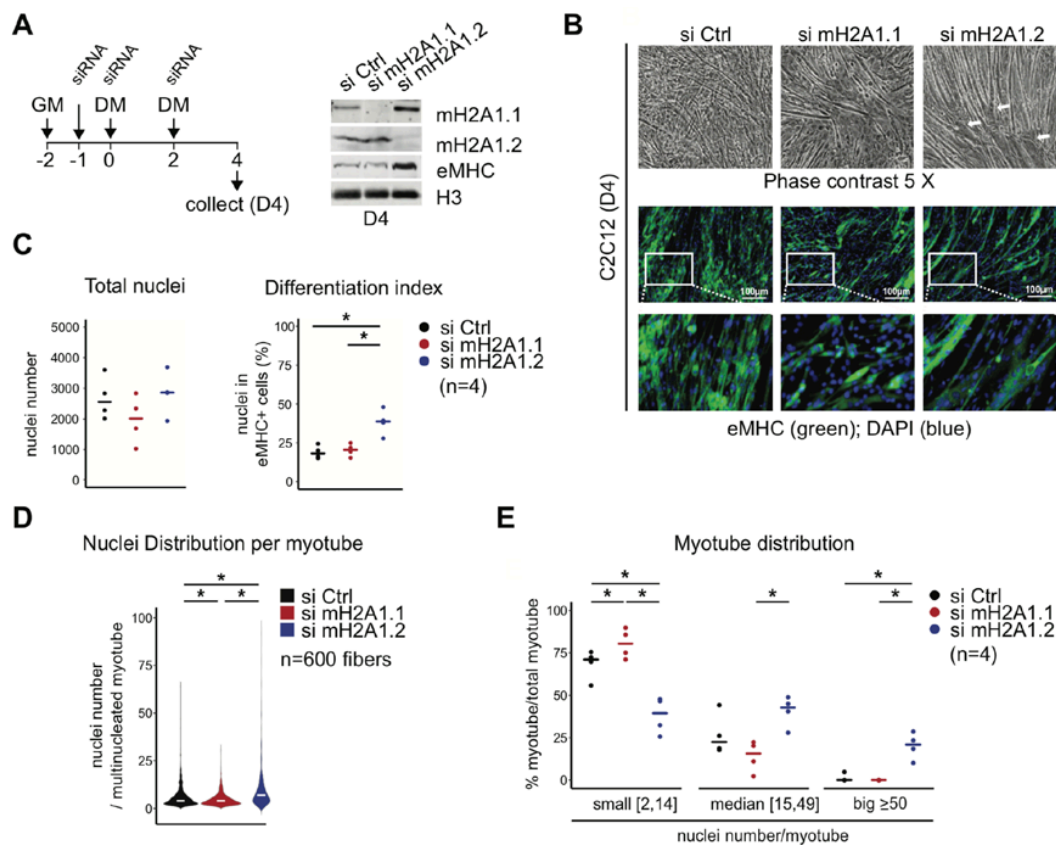 A
siRNA
siRNA
siRNA
GM
DM
DM
-2
-1
0
2
4
collect (D4)
si Ctrl
si mH2A1.1
si mH2A1.2
mH2A1.1
mH2A1.2
eMHC
H3
D4
B
si Ctrl
si mH2A1.1
si mH2A1.2
Phase contrast 5 X
C2C12 (D4)
100μm
100μm
100μm
eMHC (green); DAPI (blue)
C
Total nuclei
nuclei number
5000
4000
3000
2000
1000
0
Differentiation index
nuclei in
eMHC+ cells (%)
100
75
50
25
0
*
*
si Ctrl
si mH2A1.1
si mH2A1.2
(n=4)
D
Nuclei Distribution per myotube
nuclei number
/ multinucleated myotube
100
75
50
25
0
*
*
*
si Ctrl
si mH2A1.1
si mH2A1.2
n=600 fibers
E
Myotube distribution
% myotube/total myotube
100
75
50
25
0
*
*
*
*
*
*
si Ctrl
si mH2A1.1
si mH2A1.2
(n=4)
small [2,14]
median [15,49]
big ≥50
nuclei number/myotube